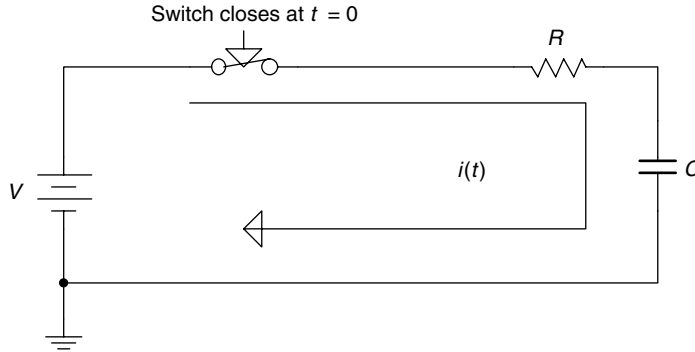 Switch closes at t = 0
R
i(t)
V
C